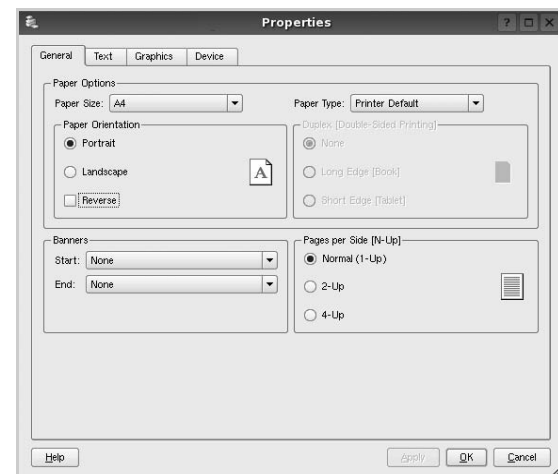 Properties
General Text Graphics Device
Paper Options
Paper Size: A4
Paper Type: Printer Default
Paper Orientation
Portrait
Landscape
A
Reverse
Duplex [Double-Sided Printing]
None
Long Edge [Book]
Short Edge [Tablet]
Banners
Start: None
End: None
Pages per Side [N-Up]
Normal (1-Up)
2-Up
4-Up
Help Apply OK Cancel